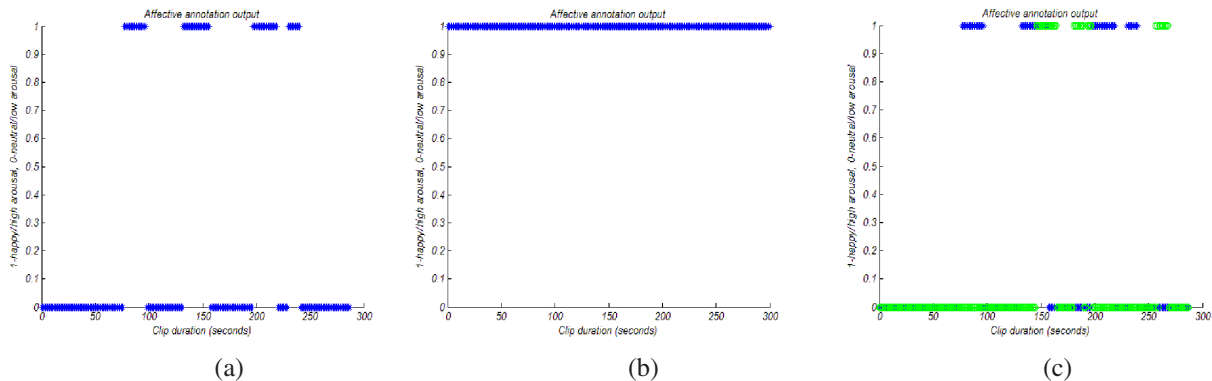 Affective annotation output
1
0.9
0.8
0.7
0.6
0.5
0.4
0.3
0.2
0.1
0
1-happy/high arousal, 0-neutral/low arousal
0 50 100 150 200 250 300
Clip duration (seconds)
(a)
Affective annotation output
1
0.9
0.8
0.7
0.6
0.5
0.4
0.3
0.2
0.1
0
1-happy/high arousal, 0-neutral/low arousal
0 50 100 150 200 250 300
Clip duration (seconds)
(b)
Affective annotation output
1
0.9
0.8
0.7
0.6
0.5
0.4
0.3
0.2
0.1
0
1-happy/high arousal, 0-neutral/low arousal
0 50 100 150 200 250 300
Clip duration (seconds)
(c)